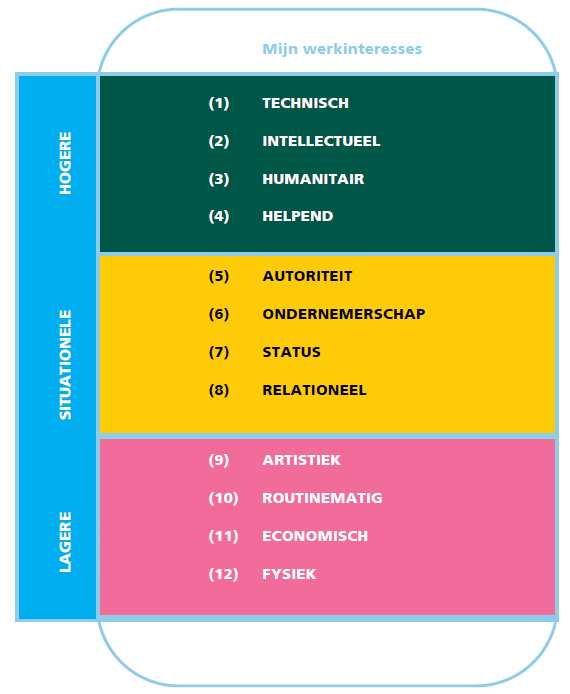 Mijn werkinteresses
HOGERE
(1) TECHNISCH
(2) INTELLECTUEEL
(3) HUMANITAIR
(4) HELPEND
SITUATIONELE
(5) AUTORITEIT
(6) ONDERNEMERSCHAP
(7) STATUS
(8) RELATIONEEL
LAGERE
(9) ARTISTIEK
(10) ROUTINEMATIG
(11) ECONOMISCH
(12) FYSIEK